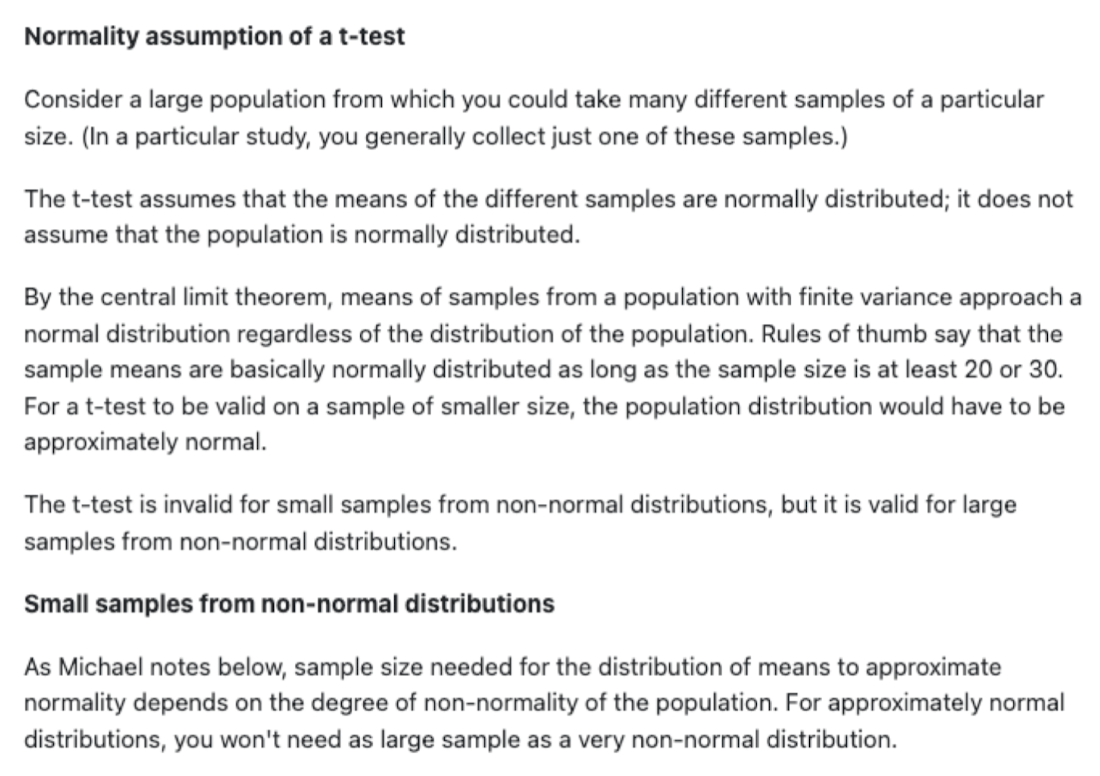 Normality assumption of a t-test
Consider a large population from which you could take many different samples of a particular
size. (In a particular study, you generally collect just one of these samples.)
The t-test assumes that the means of the different samples are normally distributed; it does not
assume that the population is normally distributed.
By the central limit theorem, means of samples from a population with finite variance approach a
normal distribution regardless of the distribution of the population. Rules of thumb say that the
sample means are basically normally distributed as long as the sample size is at least 20 or 30.
For a t-test to be valid on a sample of smaller size, the population distribution would have to be
approximately normal.
The t-test is invalid for small samples from non-normal distributions, but it is valid for large
samples from non-normal distributions.
Small samples from non-normal distributions
As Michael notes below, sample size needed for the distribution of means to approximate
normality depends on the degree of non-normality of the population. For approximately normal
distributions, you won't need as large sample as a very non-normal distribution.